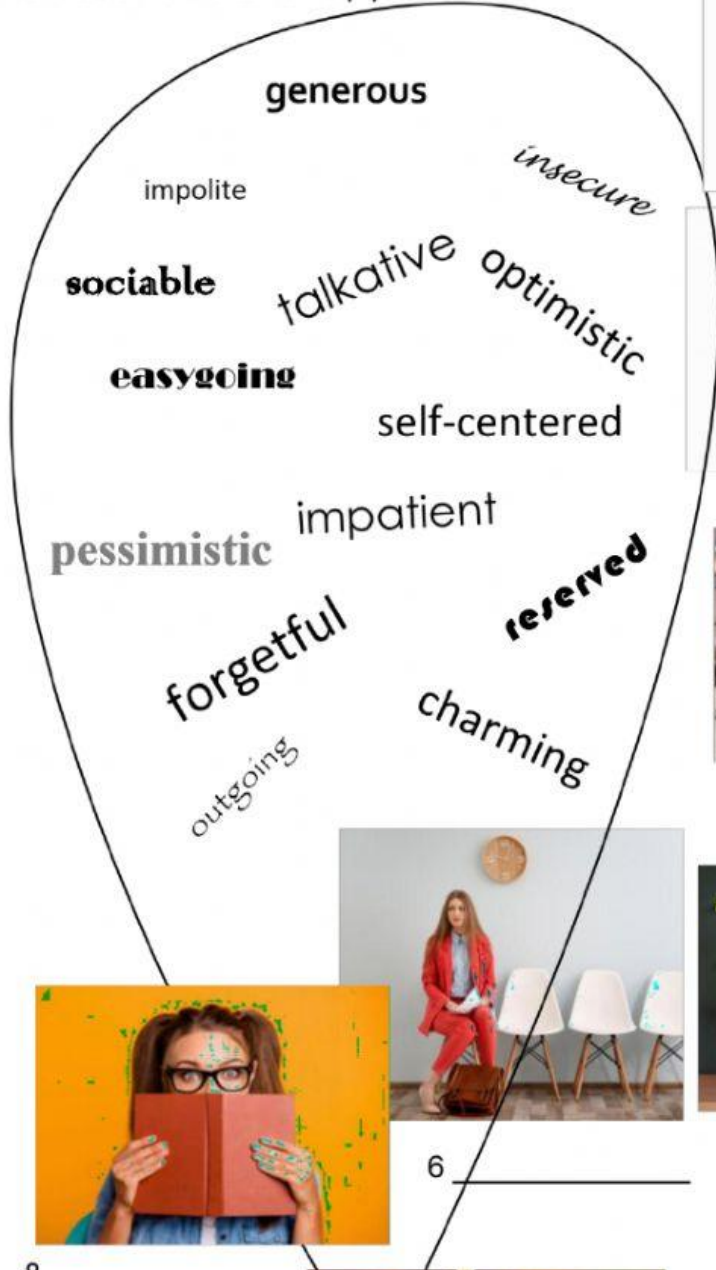 generous
insecure
impolite
sociable
talkative
optimistic
easygoing
self-centered
impatient
pessimistic
reserved
forgetful
charming
outgoing
6